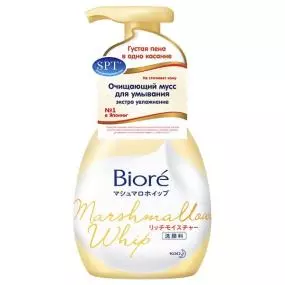 Густая пена
в одно касание
SPT
Не стягивает кожу
Очищающий мусс
для умывания
экстра увлажнение
№1
в Японии
Bioré
マシュマロホイップ
Marshmallow
Whip
リッチモイスチャー
洗顔料
Kao